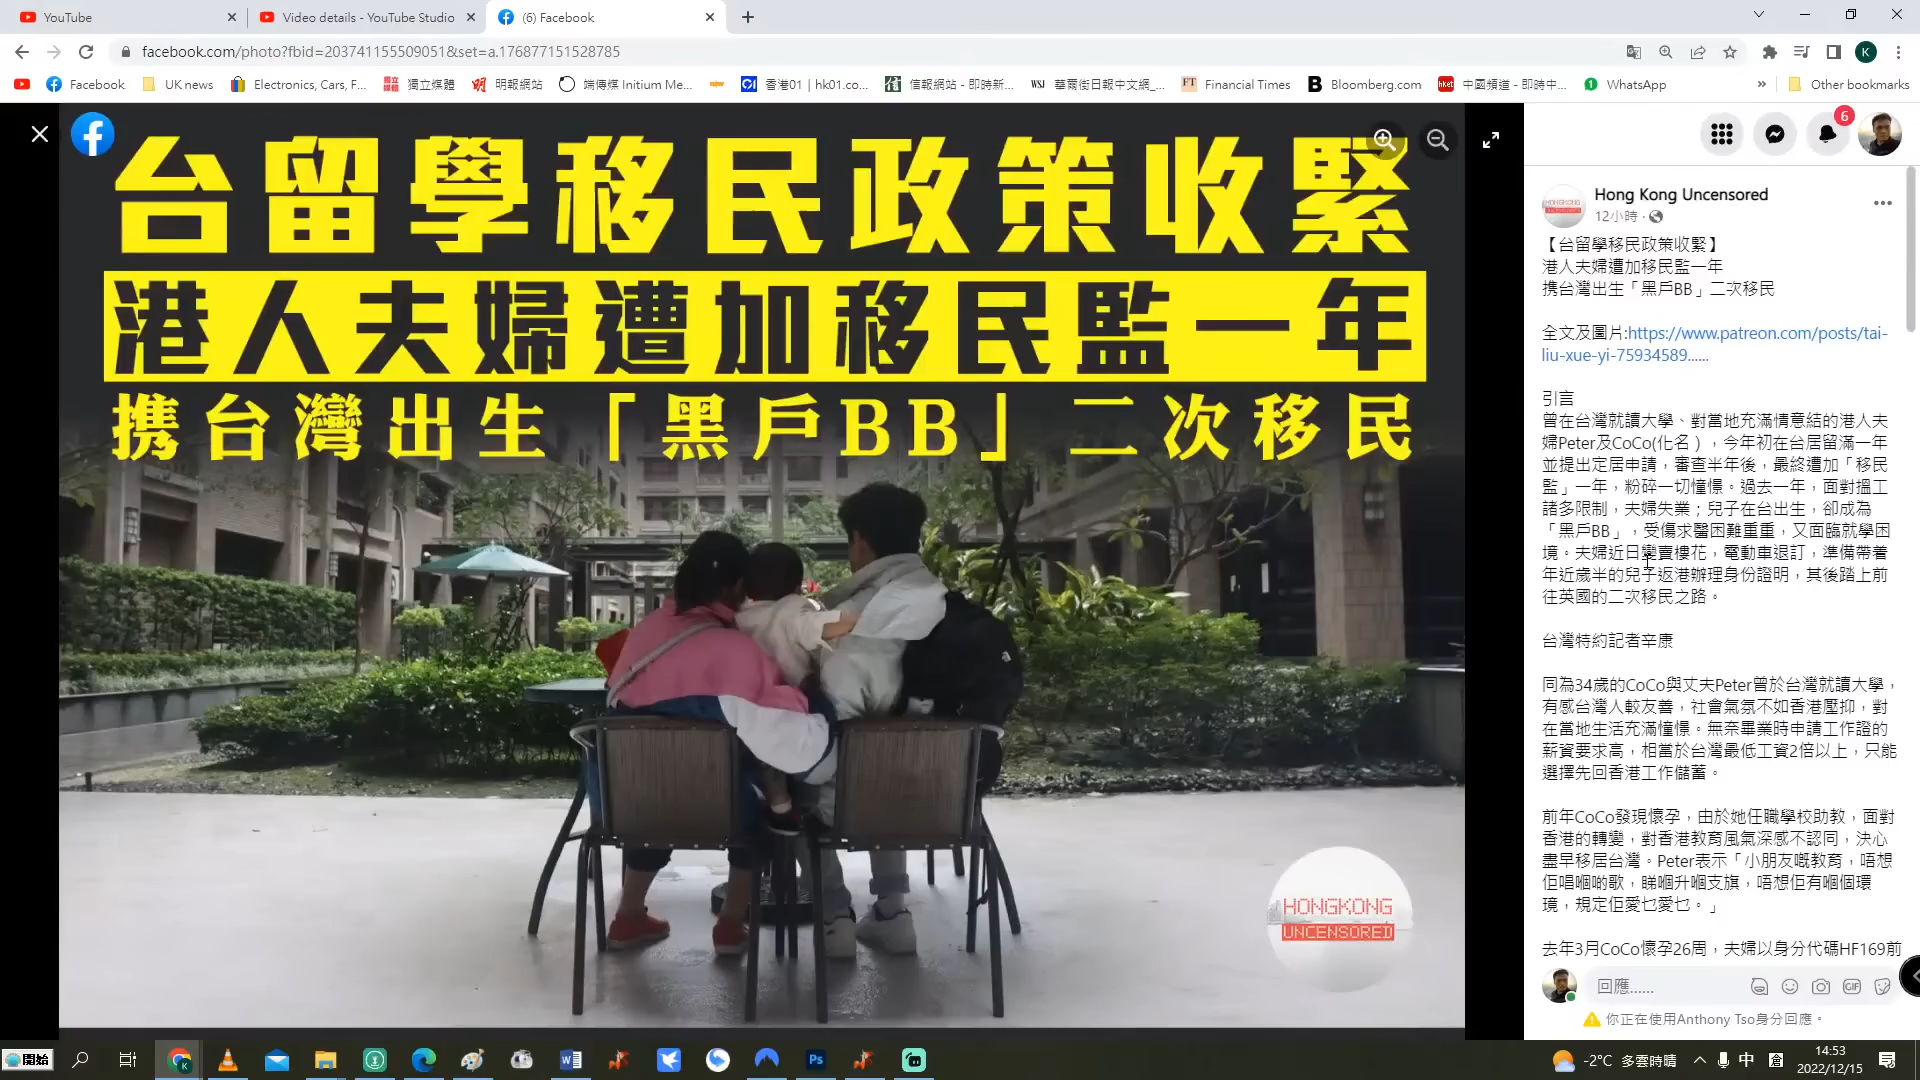 YouTube
Video details - YouTube Studio
(6) Facebook
facebook.com/photo?fbid=203741155509051&set=a.176877151528785
K
Facebook
UK news
Electronics, Cars, F...
獨立媒體
明報網站
端傳媒 Initium Me...
香港01 | hk01.co...
信報網站 - 即時新...
WSJ
華爾街日報中文網_...
FT
Financial Times
Bloomberg.com
hket
中國頻道 - 即時中...
WhatsApp
»
Other bookmarks
台留學移民政策收緊
港人夫婦遭加移民監一年
携台灣出生「黑戶BB」二次移民
HONGKONG
UNCENSORED
6
Hong Kong Uncensored
12小時 ·
【台留學移民政策收緊】
港人夫婦遭加移民監一年
携台灣出生「黑戶BB」二次移民
全文及圖片:https://www.patreon.com/posts/tai-
liu-xue-yi-75934589......
引言
曾在台灣就讀大學、對當地充滿情意結的港人夫
婦Peter及CoCo(化名），今年初在台居留滿一年
並提出定居申請，審查半年後，最終遭加「移民
監」一年，粉碎一切憧憬。過去一年，面對搵工
諸多限制，夫婦失業；兒子在台出生，卻成為
「黑戶BB」，受傷求醫困難重重，又面臨就學困
境。夫婦近日變賣樓花，電動車退訂，準備帶着
年近歲半的兒子返港辦理身份證明，其後踏上前
往英國的二次移民之路。
台灣特約記者辛康
同為34歲的CoCo與丈夫Peter曾於台灣就讀大學，
有感台灣人較友善，社會氣氛不如香港壓抑，對
在當地生活充滿憧憬。無奈畢業時申請工作證的
薪資要求高，相當於台灣最低工資2倍以上，只能
選擇先回香港工作儲蓄。
前年CoCo發現懷孕，由於她任職學校助教，面對
香港的轉變，對香港教育風氣深感不認同，決心
盡早移居台灣。Peter表示「小朋友嘅教育，唔想
佢唱嗰啲歌，睇嗰升嗰支旗，唔想佢有嗰個環
境，規定佢愛乜愛乜。」
去年3月CoCo懷孕26周，夫婦以身分代碼HF169前
回應......
GIF
你正在使用Anthony Tso身分回應。
開始
Ps
-2°C 多雲時晴
中
倉
14:53
2022/12/15